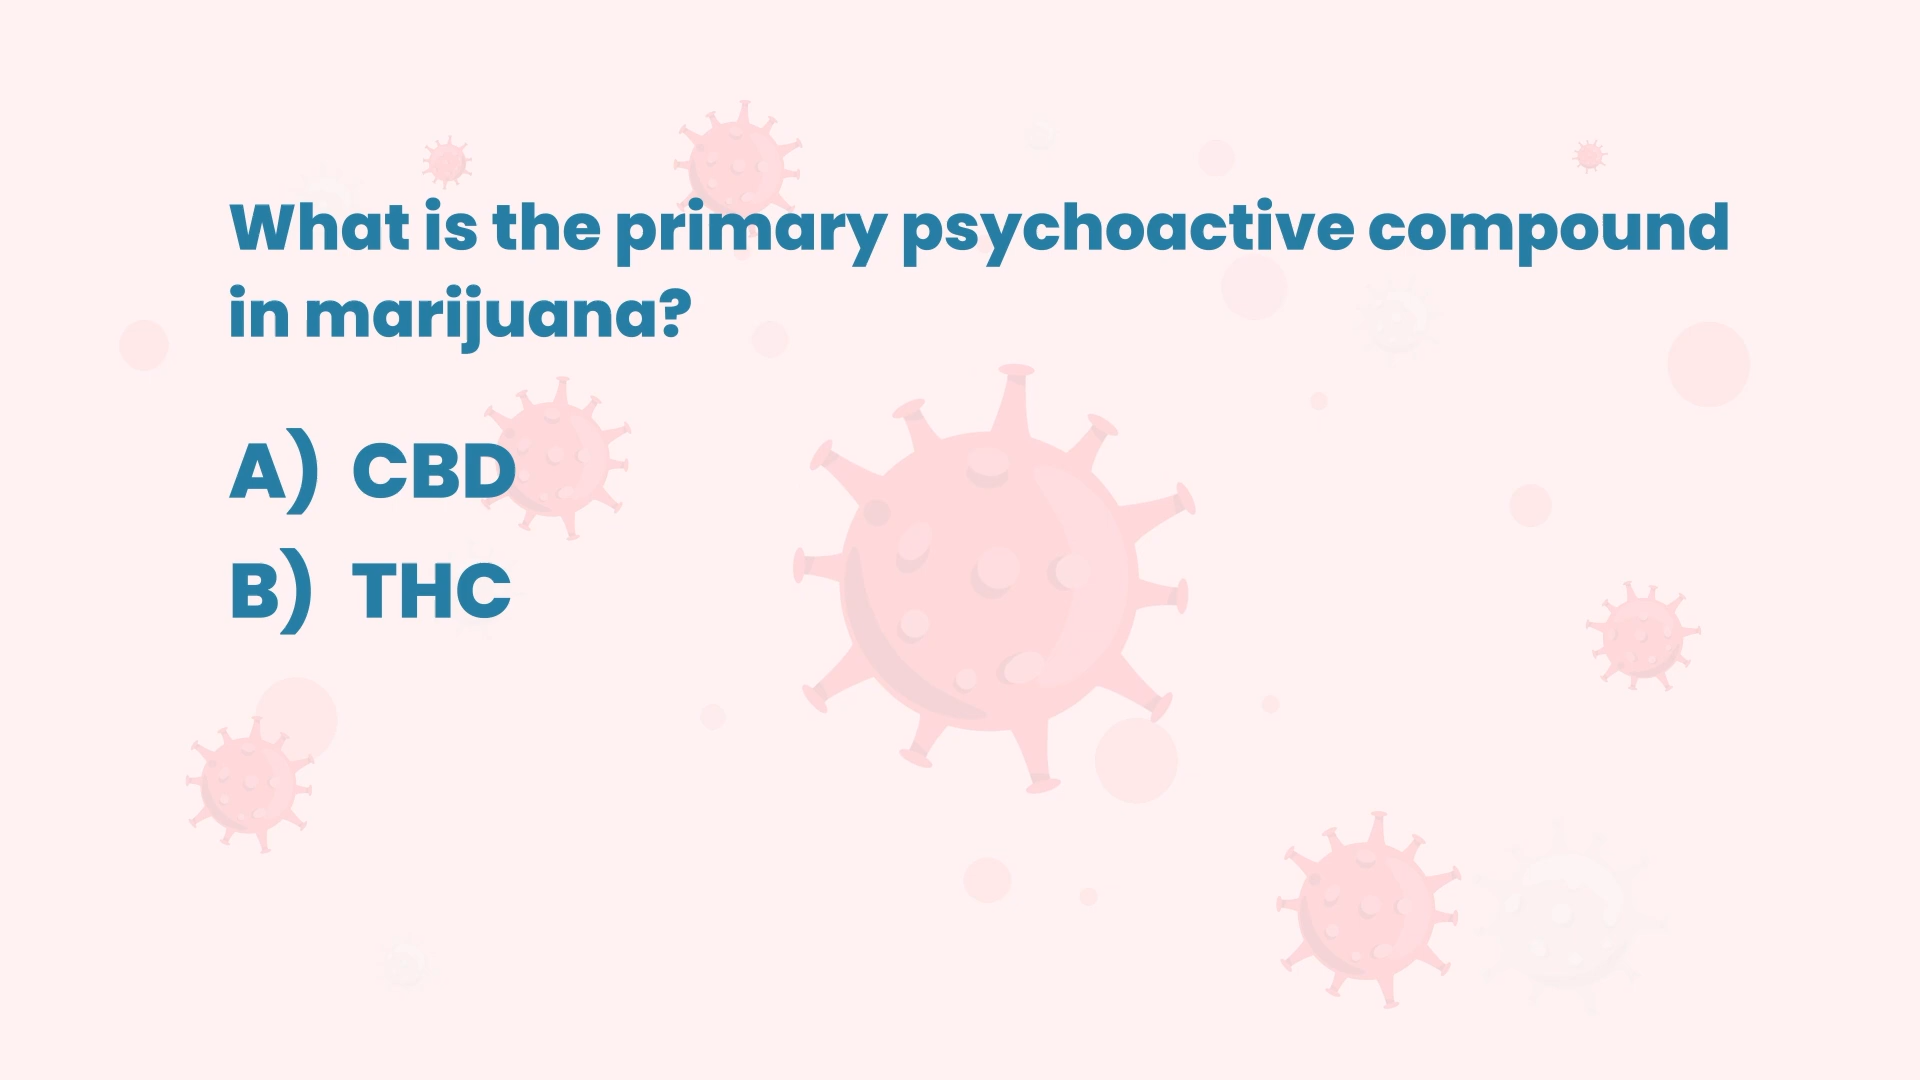 What is the primary psychoactive compound
in marijuana?
A) CBD
B) THC